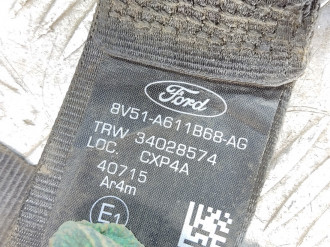 Ford
8V51-A611B68-AG
TRW 34028574
LOC. CXP4A
40715
Ar4m
E1